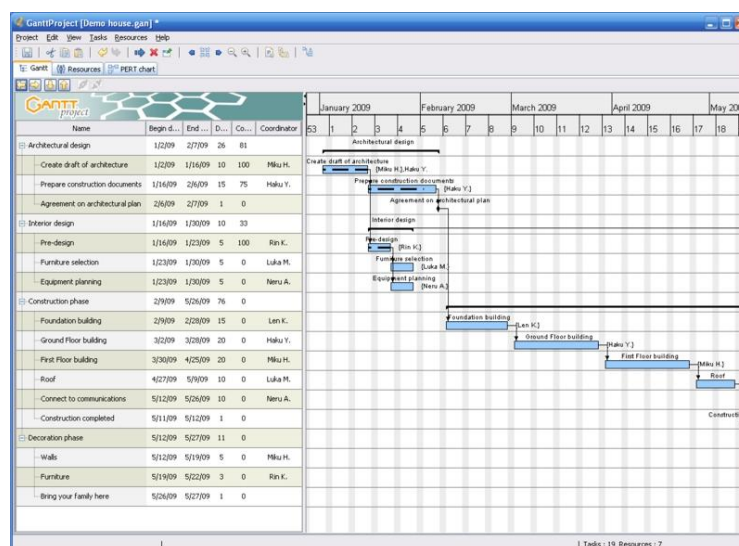 GanttProject [Demo house.gan] *
Project Edit View Tasks Resources Help
Gantt Resources PERT chart
GANTT project
January 2009 February 2009 March 2009 April 2009 May 200
53 1 2 3 4 5 6 7 8 9 10 11 12 13 14 15 16 17 18
Name Begin d... End ... D... Co... Coordinator
Architectural design 1/2/09 2/7/09 26 81
Architectural design
Create draft of architecture 1/2/09 1/16/09 10 100 Miku H.
Create draft of architecture
[Miku H.],Haku Y.
Prepare construction documents 1/16/09 2/6/09 15 75 Haku Y.
Prepare construction documents
[Haku Y.]
Agreement on architectural plan 2/6/09 2/7/09 1 0
Agreement on architectural plan
Interior design 1/16/09 1/30/09 10 33
Interior design
Pre-design 1/16/09 1/23/09 5 100 Rin K.
Pre-design
[Rin K.]
Furniture selection 1/23/09 1/30/09 5 0 Luka M.
Furniture selection
[Luka M.]
Equipment planning 1/23/09 1/30/09 5 0 Neru A.
Equipment planning
[Neru A.]
Construction phase 2/9/09 5/26/09 76 0
Foundation building 2/9/09 2/28/09 15 0 Len K.
Foundation building
[Len K.]
Ground Floor building 3/2/09 3/28/09 20 0 Haku Y.
Ground Floor building
[Haku Y.]
First Floor building 3/30/09 4/25/09 20 0 Miku H.
First Floor building
[Miku H.]
Roof 4/27/09 5/9/09 10 0 Luka M.
Roof
Connect to communications 5/12/09 5/26/09 10 0 Neru A.
Construction completed 5/11/09 5/12/09 1 0
Constructi
Decoration phase 5/12/09 5/27/09 11 0
Walls 5/12/09 5/19/09 5 0 Miku H.
Furniture 5/19/09 5/22/09 3 0 Rin K.
Bring your family here 5/26/09 5/27/09 1 0
Tasks : 19 Resources : 7